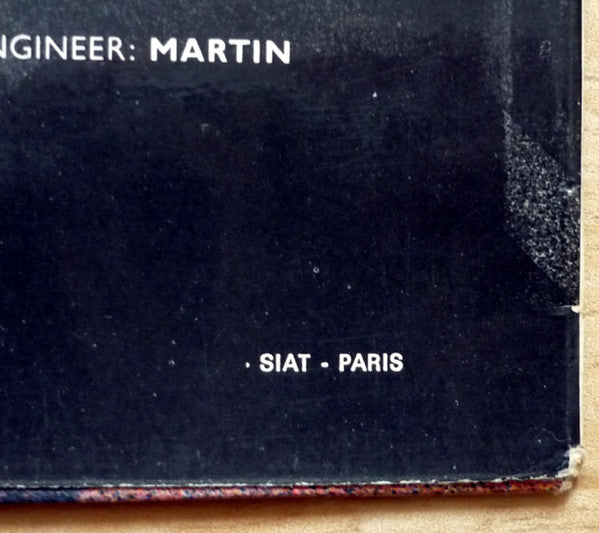 NGINEER: MARTIN
· SIAT - PARIS